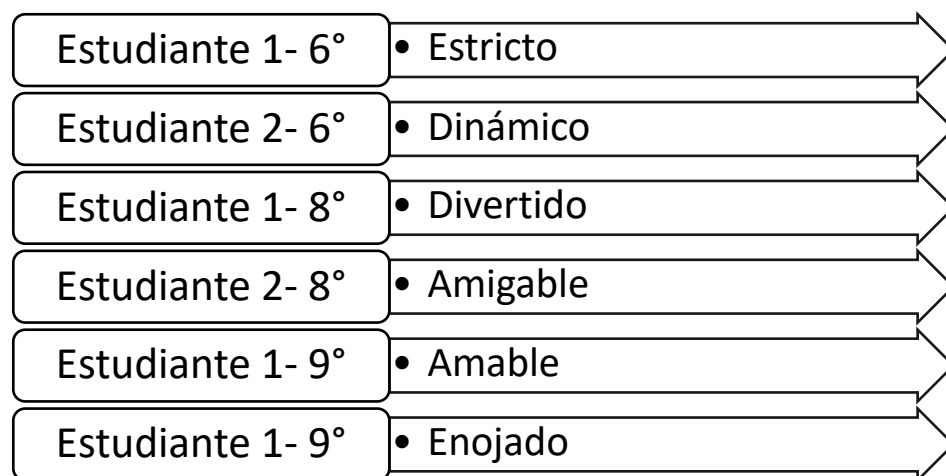 Estudiante 1- 6° • Estricto
Estudiante 2- 6° • Dinámico
Estudiante 1- 8° • Divertido
Estudiante 2- 8° • Amigable
Estudiante 1- 9° • Amable
Estudiante 1- 9° • Enojado